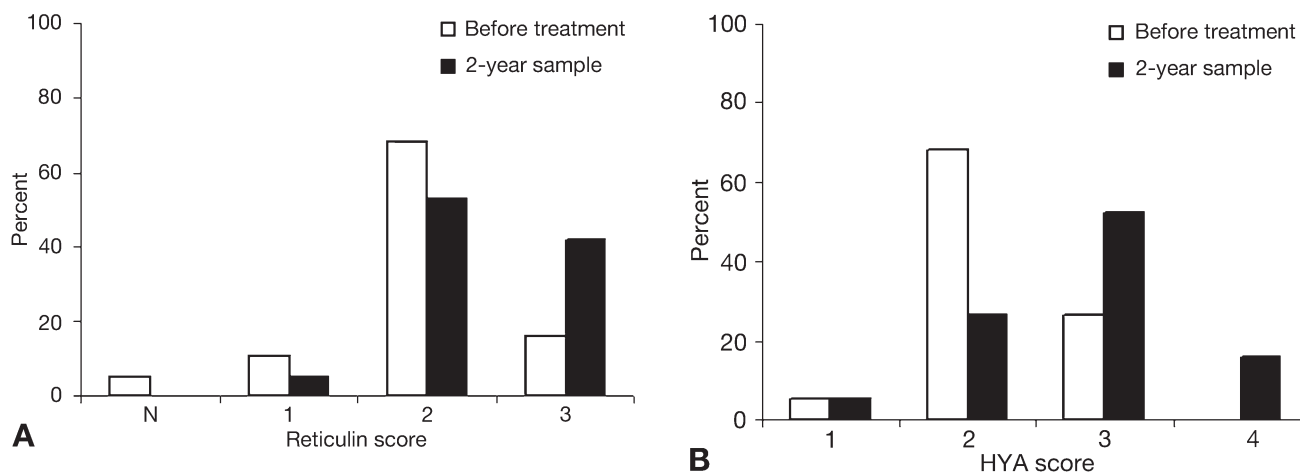 100
80
60
40
20
0
Percent
Before treatment
2-year sample
N 1 2 3
Reticulin score
A
100
80
60
40
20
0
Percent
Before treatment
2-year sample
1 2 3 4
HYA score
B